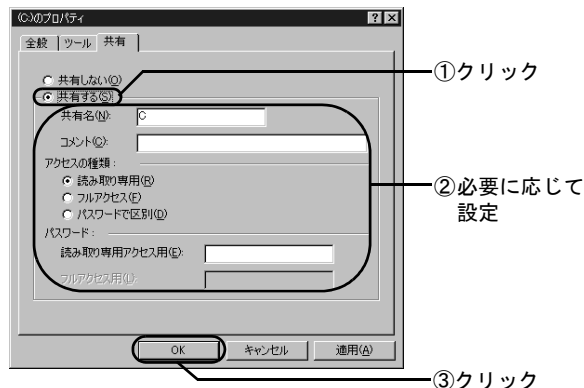 (C:)のプロパティ
全般 ツール 共有
共有しない(O)
共有する(S)
共有名(N): C
コメント(C):
アクセスの種類:
読み取り専用(R)
フルアクセス(F)
パスワードで区別(D)
パスワード:
読み取り専用アクセス用(E):
フルアクセス用(L):
OK キャンセル 適用(A)
①クリック
②必要に応じて
設定
③クリック